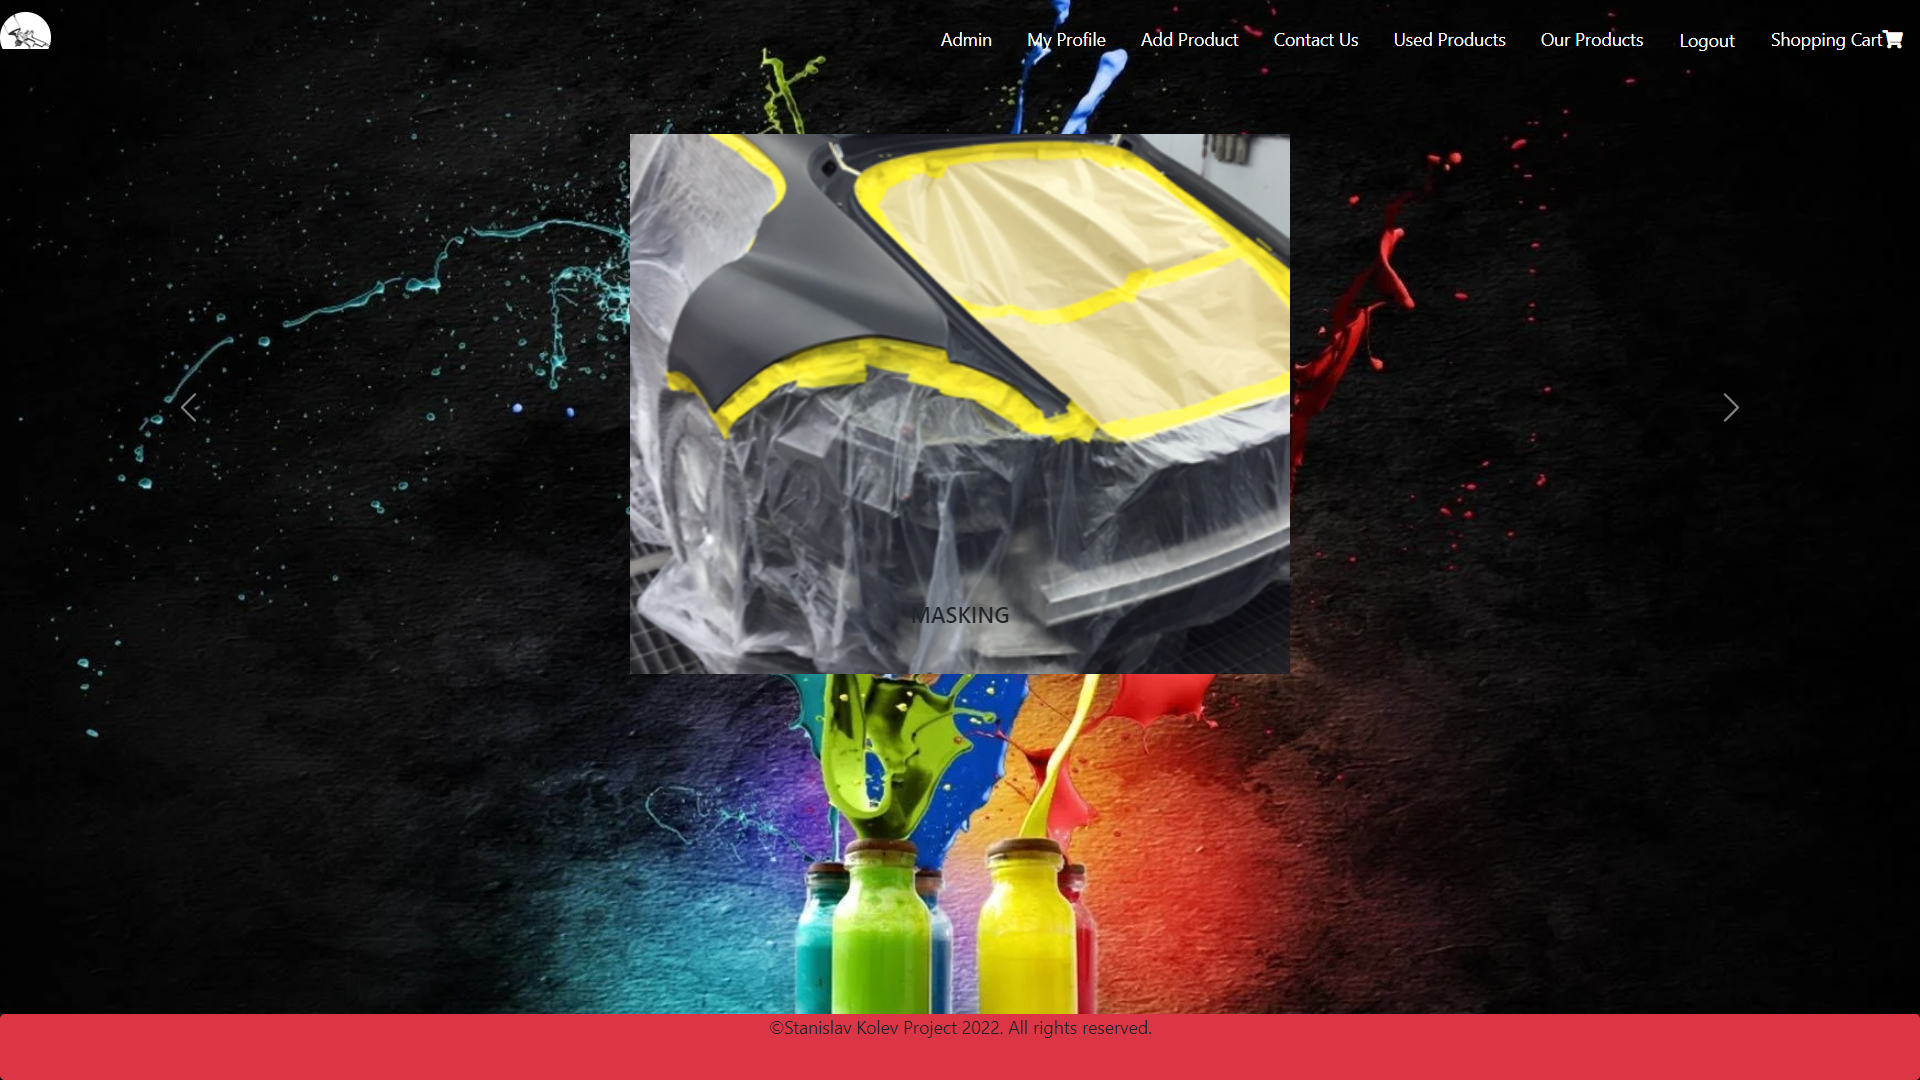 Admin
My Profile
Add Product
Contact Us
Used Products
Our Products
Logout
Shopping Cart
MASKING
©Stanislav Kolev Project 2022. All rights reserved.